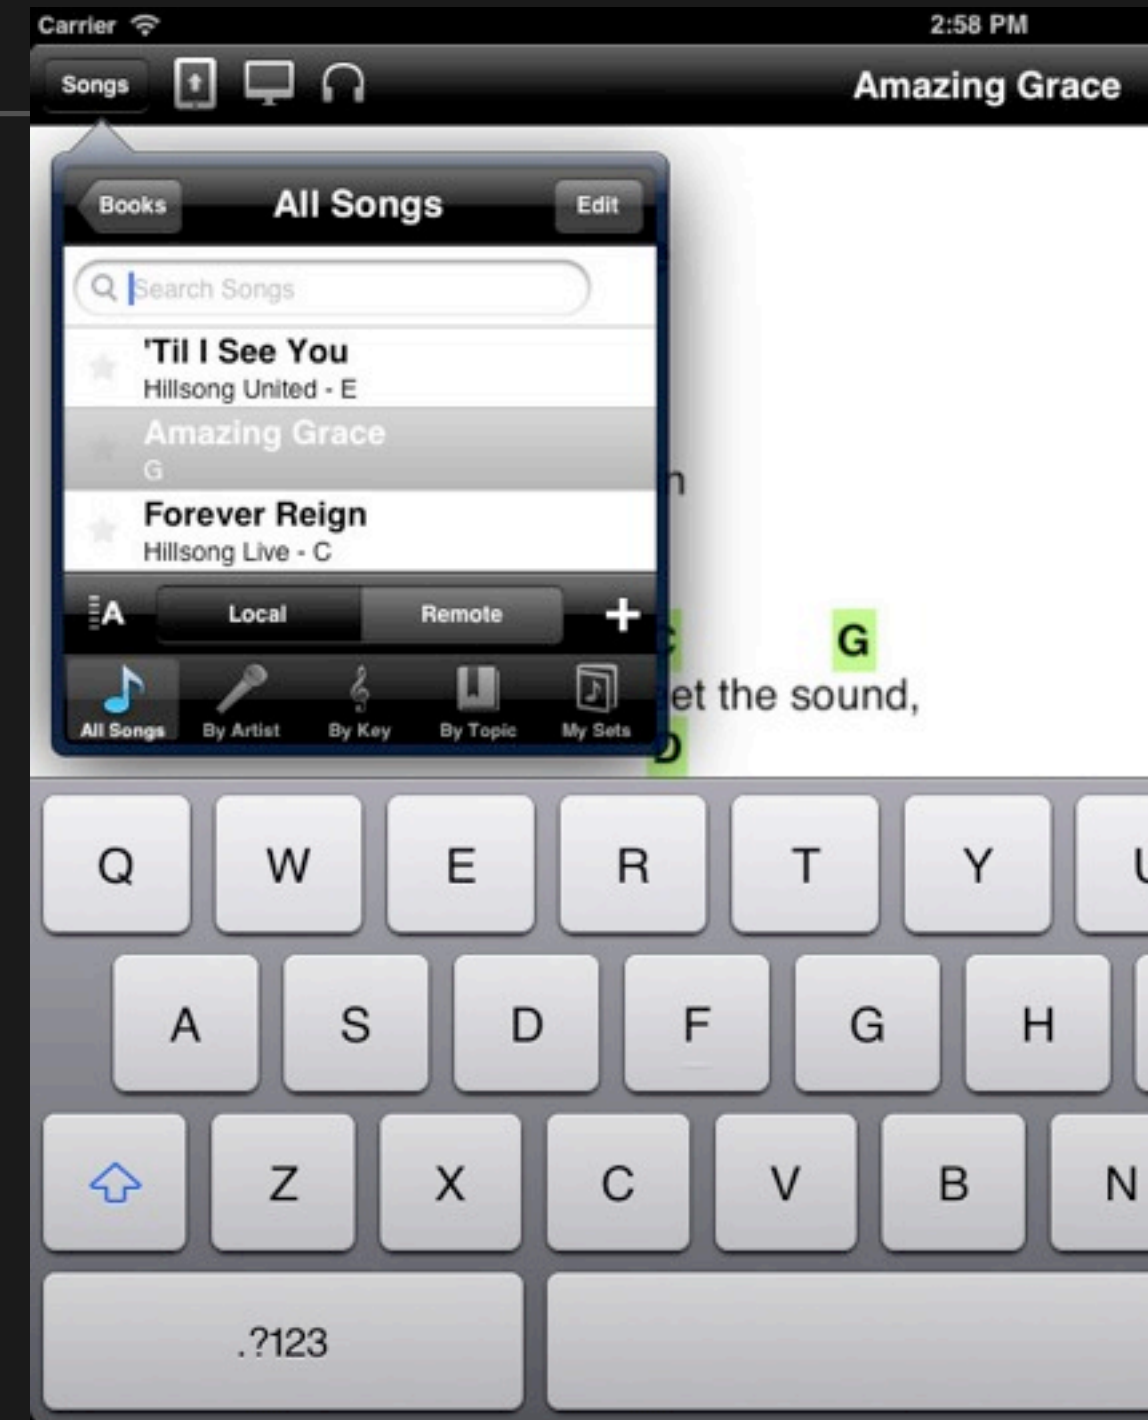 Carrier 2:58 PM
Songs Amazing Grace
Books All Songs Edit
Search Songs
'Til I See You
Hillsong United - E
Amazing Grace
G
n
Forever Reign
Hillsong Live - C
A Local Remote +
G
et the sound,
All Songs By Artist By Key By Topic My Sets
D
Q W E R T Y
A S D F G H
Z X C V B N
.?123